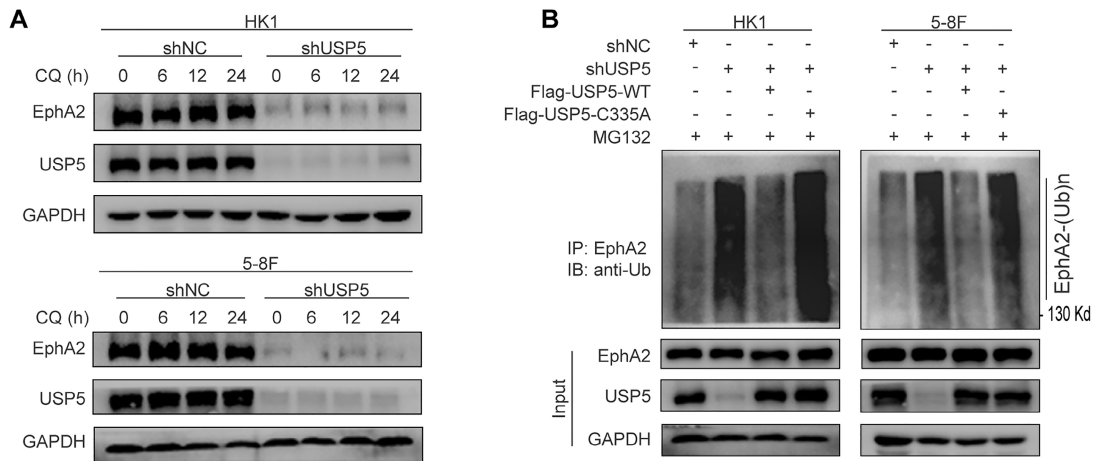 A
HK1
shNC shUSP5
CQ (h) 0 6 12 24 0 6 12 24
EphA2
USP5
GAPDH
5-8F
shNC shUSP5
CQ (h) 0 6 12 24 0 6 12 24
EphA2
USP5
GAPDH
B
HK1 5-8F
shNC + - - - + - - -
shUSP5 - + + + - + + +
Flag-USP5-WT - - + - - - + -
Flag-USP5-C335A - - - + - - - +
MG132 + + + + + + + +
IP: EphA2
IB: anti-Ub
EphA2-(Ub)n
- 130 Kd
Input
EphA2
USP5
GAPDH